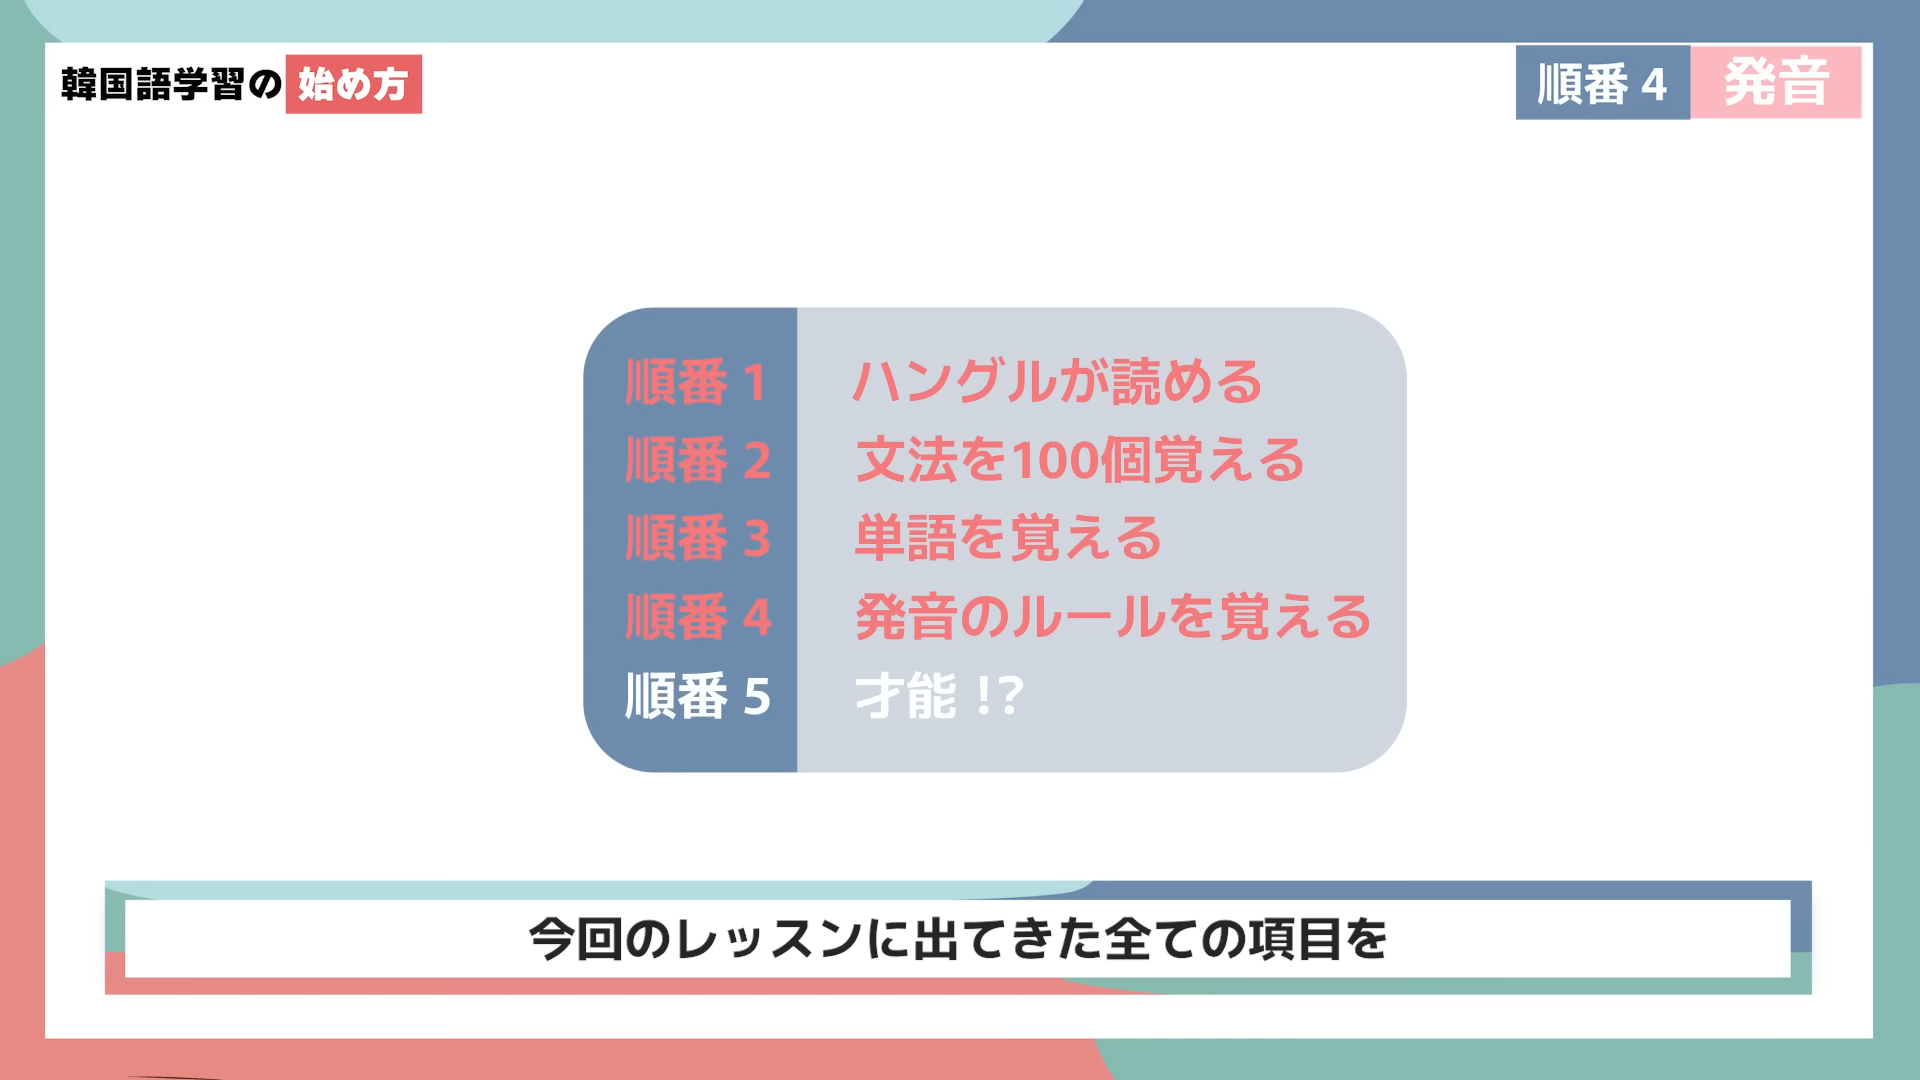 韓国語学習の 始め方
順番 4 発音
順番 1 ハングルが読める
順番 2 文法を100個覚える
順番 3 単語を覚える
順番 4 発音のルールを覚える
順番 5 才能 !?
今回のレッスンに出てきた全ての項目を